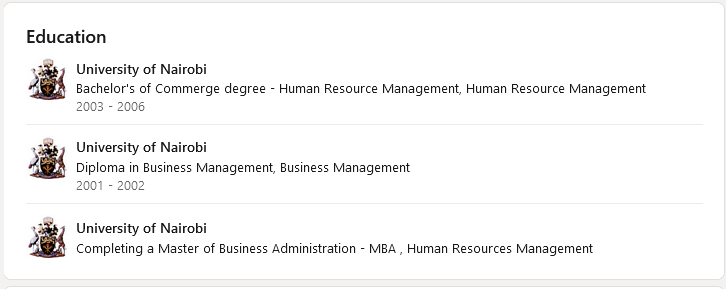 Education
University of Nairobi
Bachelor's of Commerge degree - Human Resource Management, Human Resource Management
2003 - 2006
University of Nairobi
Diploma in Business Management, Business Management
2001 - 2002
University of Nairobi
Completing a Master of Business Administration - MBA , Human Resources Management